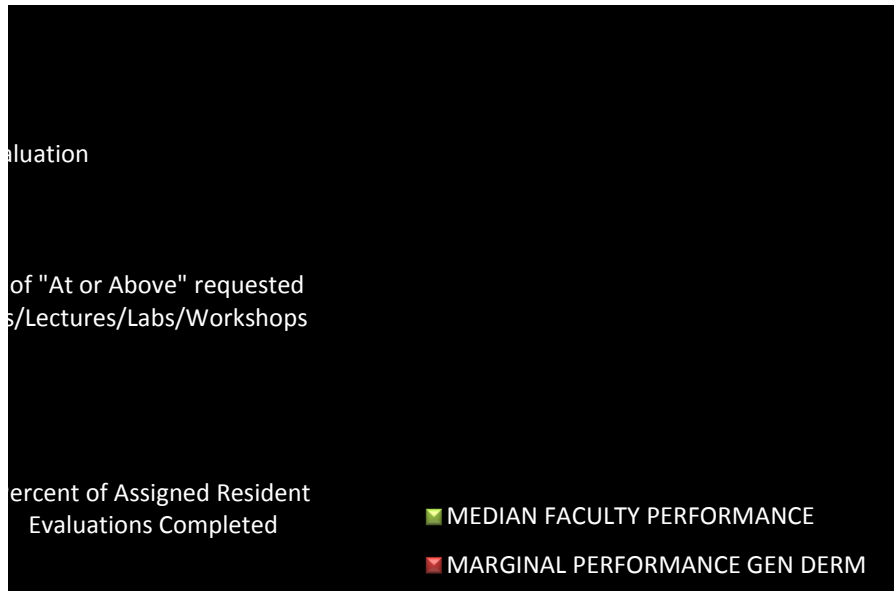 aluation
of "At or Above" requested
s/Lectures/Labs/Workshops
ercent of Assigned Resident
Evaluations Completed
MEDIAN FACULTY PERFORMANCE
MARGINAL PERFORMANCE GEN DERM